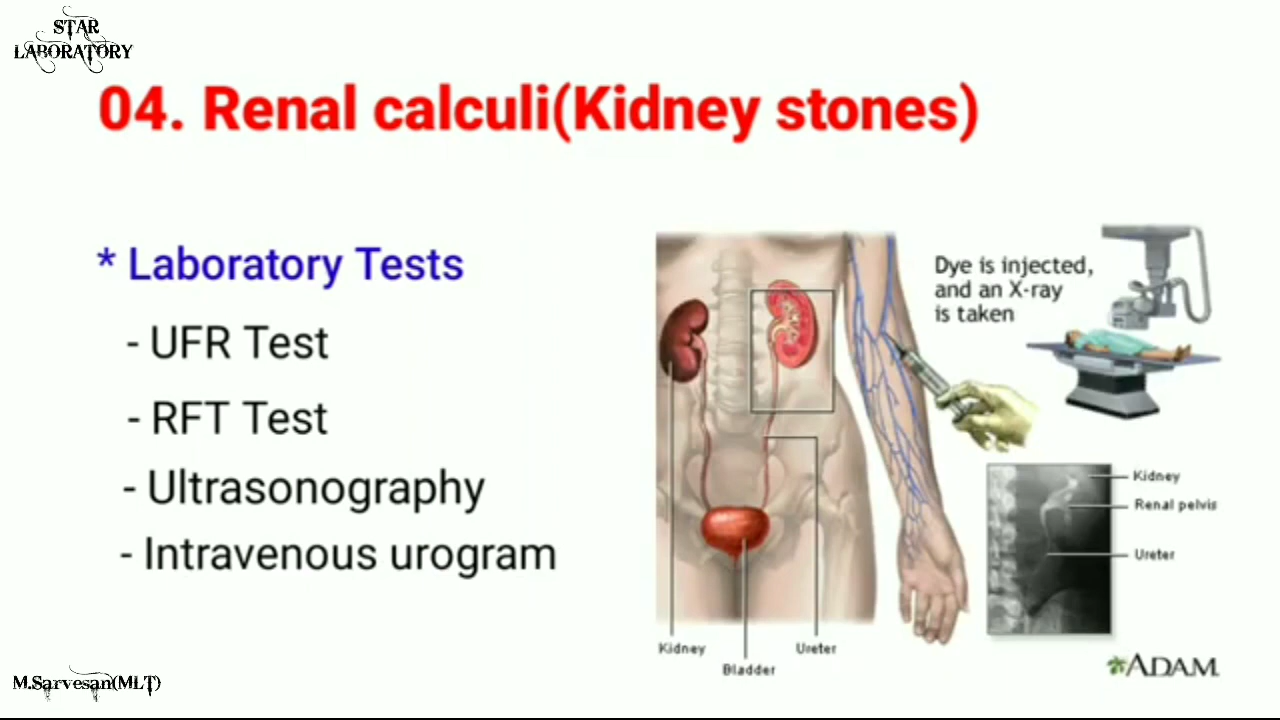 STAR
LABORATORY
04. Renal calculi(Kidney stones)
* Laboratory Tests
- UFR Test
- RFT Test
- Ultrasonography
- Intravenous urogram
Dye is injected,
and an X-ray
is taken
Kidney
Renal pelvis
Ureter
Kidney
Ureter
Bladder
ADAM.
M.Sarvesan(MLT)